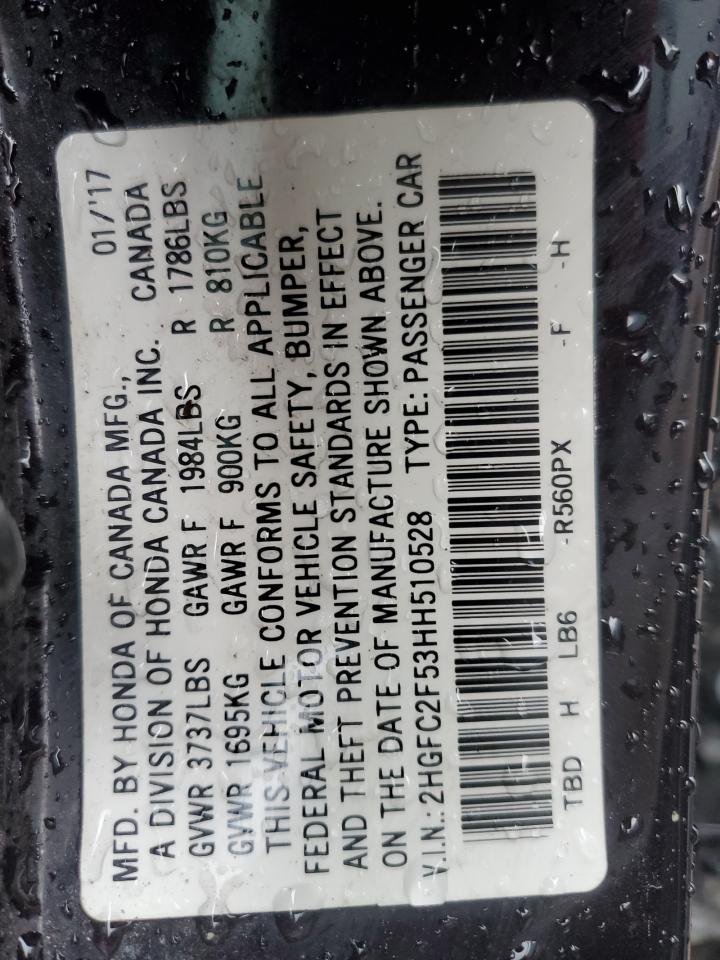 MFD. BY HONDA OF CANADA MFG., 01/'17
A DIVISION OF HONDA CANADA INC. CANADA
GVWR 3737LBS GAWR F 1984LBS R 1786LBS
GVWR 1695KG GAWR F 900KG R 810KG
THIS VEHICLE CONFORMS TO ALL APPLICABLE
FEDERAL MOTOR VEHICLE SAFETY, BUMPER,
AND THEFT PREVENTION STANDARDS IN EFFECT
ON THE DATE OF MANUFACTURE SHOWN ABOVE.
V.I.N.: 2HGFC2F53HH510528 TYPE: PASSENGER CAR
TBD H LB6 -R560PX -F -H